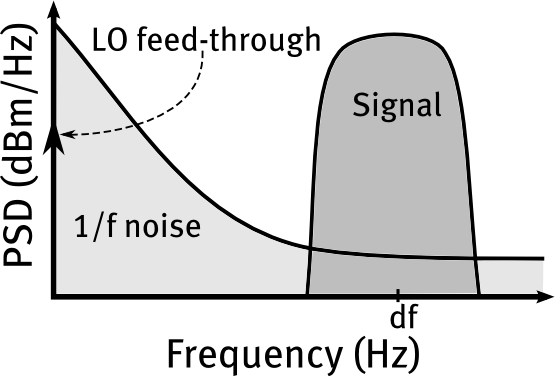 LO feed-through
PSD (dBm/Hz)
Signal
1/f noise
df
Frequency (Hz)